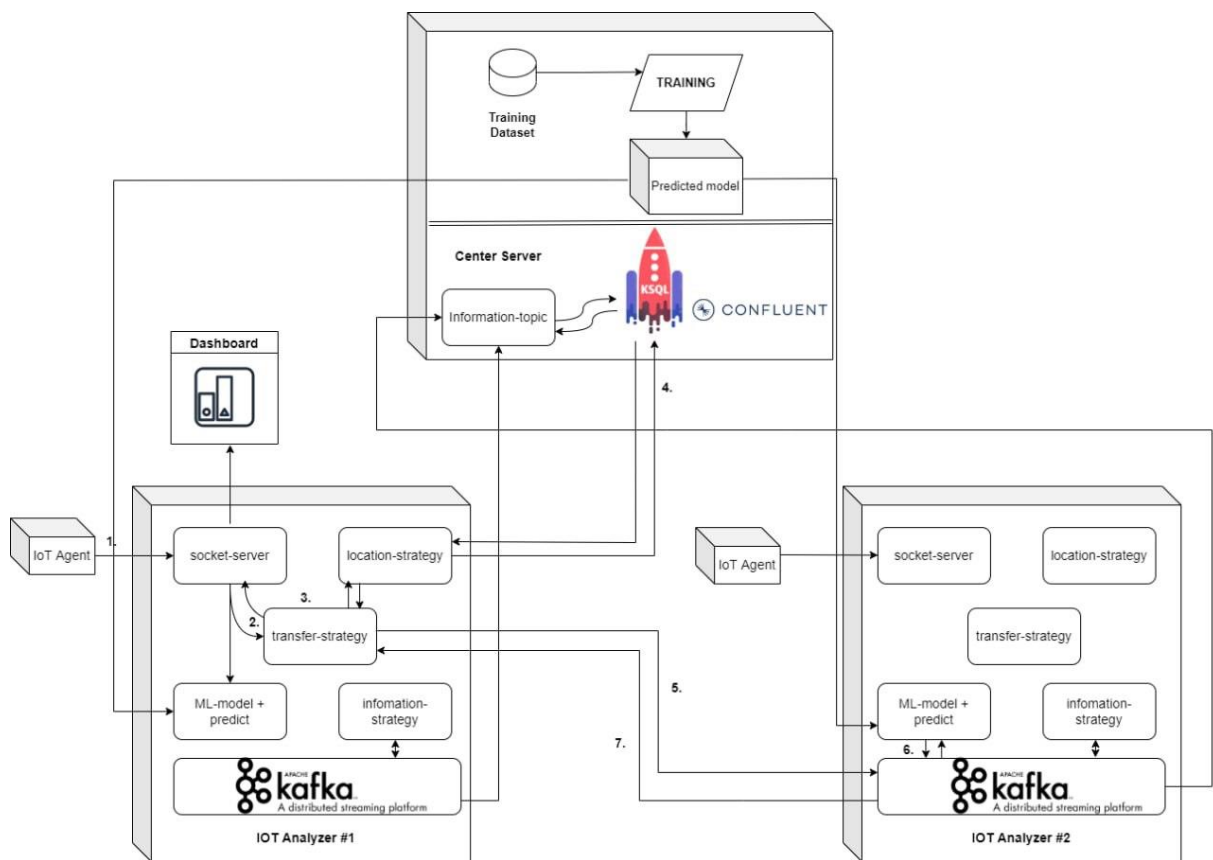 TRAINING
Training
Dataset
Predicted model
Center Server
KSQL
Information-topic
CONFLUENT
Dashboard
4.
IoT Agent
1.
socket-server
location-strategy
3.
2.
transfer-strategy
ML-model +
predict
infomation-
strategy
APACHE
kafka
A distributed streaming platform
IOT Analyzer #1
5.
7.
IoT Agent
socket-server
location-strategy
transfer-strategy
ML-model +
predict
infomation-
strategy
6.
APACHE
kafka
A distributed streaming platform
IOT Analyzer #2